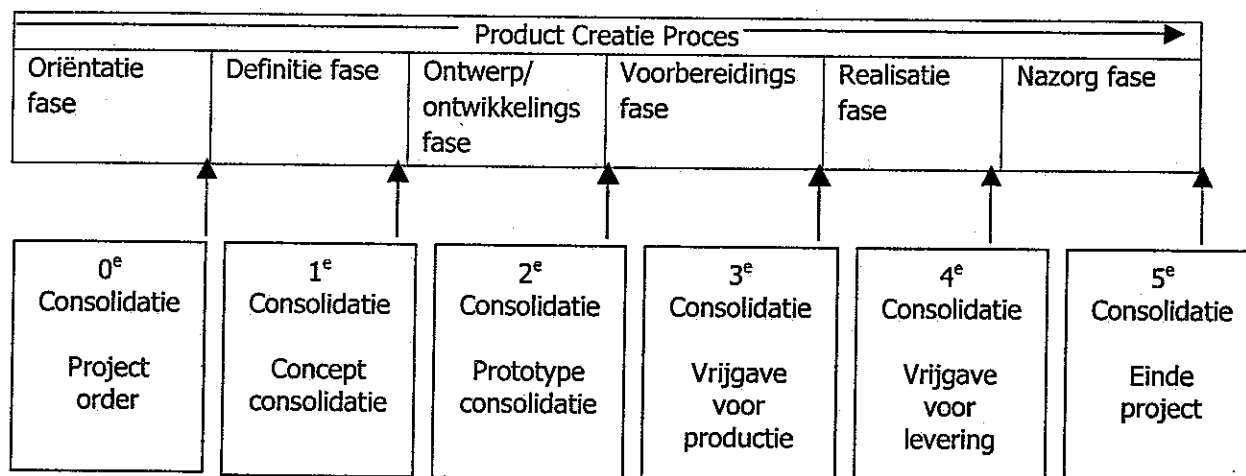 Product Creatie Proces
Oriëntatie
fase
Definitie fase
Ontwerp/
ontwikkelings
fase
Voorbereidings
fase
Realisatie
fase
Nazorg fase
0e
Consolidatie
Project
order
1e
Consolidatie
Concept
consolidatie
2e
Consolidatie
Prototype
consolidatie
3e
Consolidatie
Vrijgave
voor
productie
4e
Consolidatie
Vrijgave
voor
levering
5e
Consolidatie
Einde
project